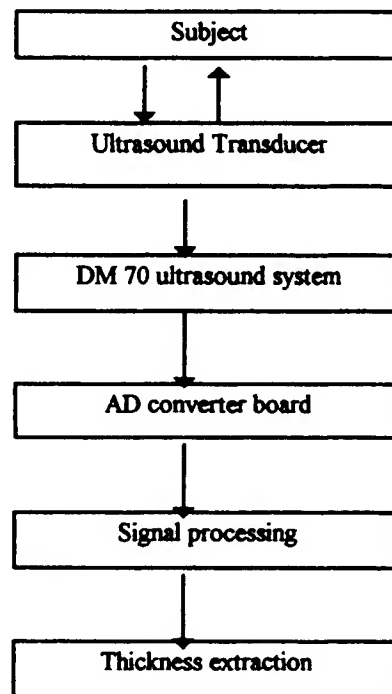 Subject
Ultrasound Transducer
DM 70 ultrasound system
AD converter board
Signal processing
Thickness extraction